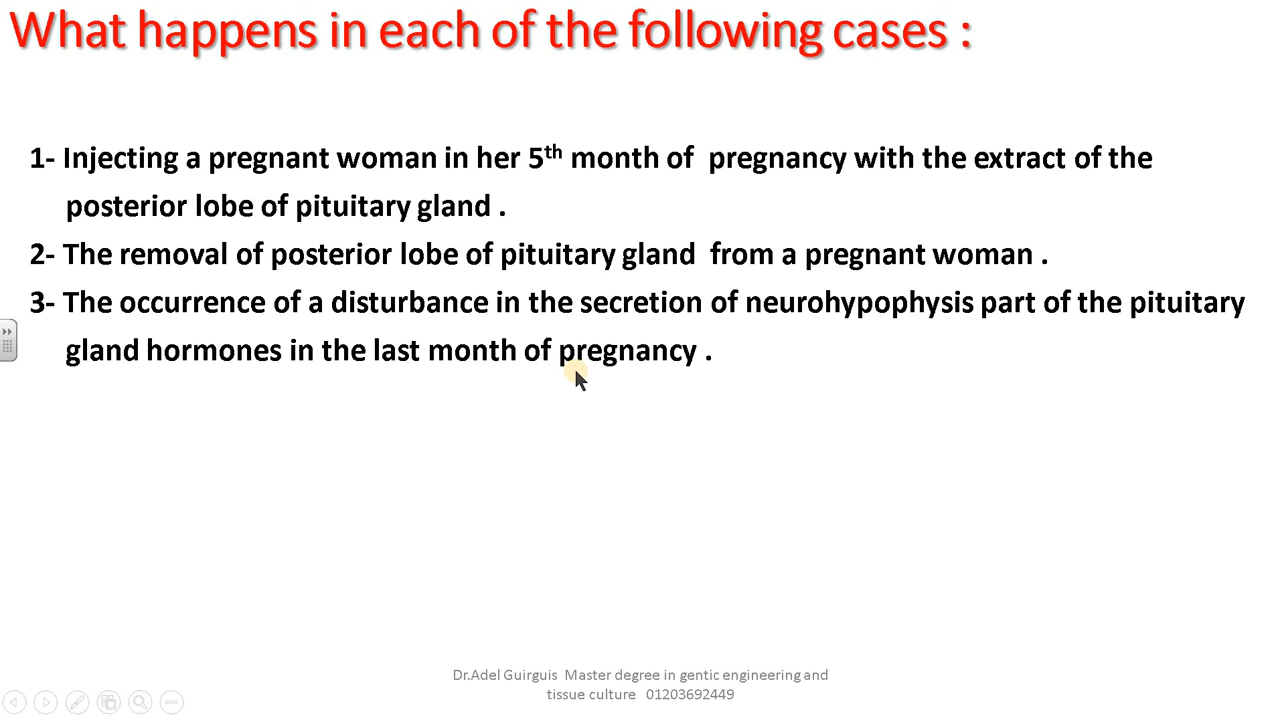 What happens in each of the following cases :
1- Injecting a pregnant woman in her 5th month of pregnancy with the extract of the
posterior lobe of pituitary gland .
2- The removal of posterior lobe of pituitary gland from a pregnant woman .
3- The occurrence of a disturbance in the secretion of neurohypophysis part of the pituitary
gland hormones in the last month of pregnancy .
Dr.Adel Guirguis Master degree in gentic engineering and
tissue culture 01203692449